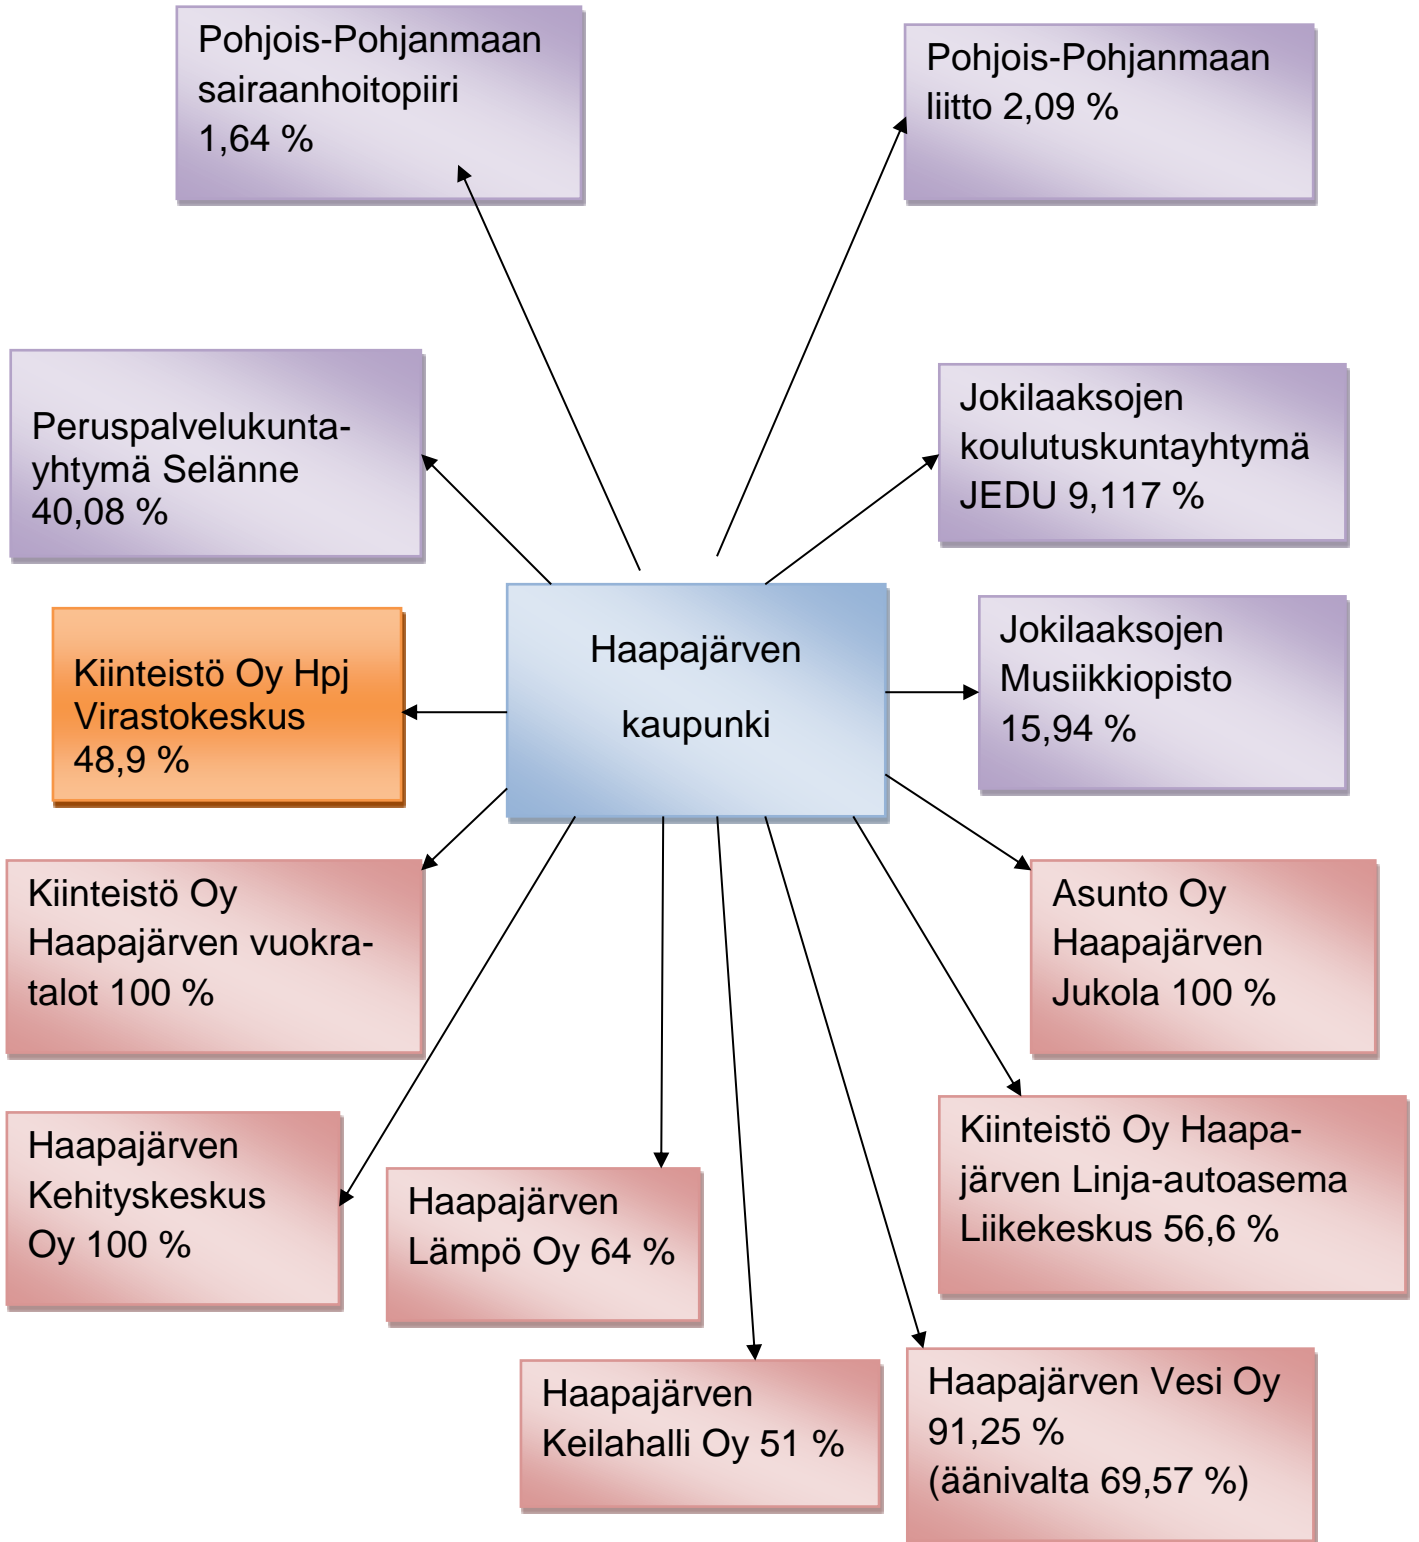 Pohjois-Pohjanmaan
sairaanhoitopiiri
1,64 %
Pohjois-Pohjanmaan
liitto 2,09 %
Peruspalvelukunta-
yhtymä Selänne
40,08 %
Jokilaaksojen
koulutuskuntayhtymä
JEDU 9,117 %
Kiinteistö Oy Hpj
Virastokeskus
48,9 %
Haapajärven
kaupunki
Jokilaaksojen
Musiikkiopisto
15,94 %
Kiinteistö Oy
Haapajärven vuokra-
talot 100 %
Asunto Oy
Haapajärven
Jukola 100 %
Haapajärven
Kehityskeskus
Oy 100 %
Haapajärven
Lämpö Oy 64 %
Kiinteistö Oy Haapa-
järven Linja-autoasema
Liikekeskus 56,6 %
Haapajärven
Keilahalli Oy 51 %
Haapajärven Vesi Oy
91,25 %
(äänivalta 69,57 %)